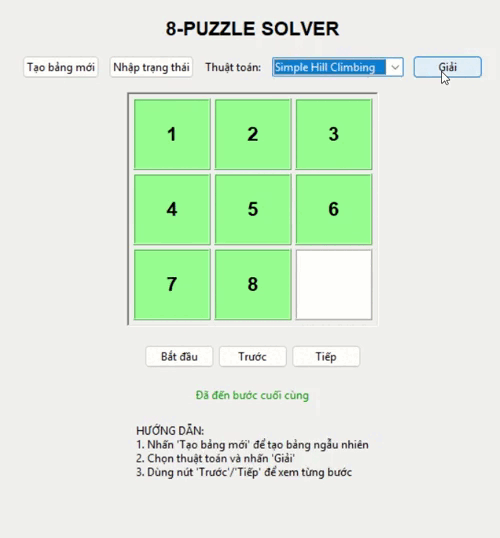 8-PUZZLE SOLVER
Tạo bảng mới Nhập trạng thái Thuật toán: Simple Hill Climbing Giải
1 2 3
4 5 6
7 8
Bắt đầu Trước Tiếp
Đã đến bước cuối cùng
HƯỚNG DẪN:
1. Nhấn 'Tạo bảng mới' để tạo bảng ngẫu nhiên
2. Chọn thuật toán và nhấn 'Giải'
3. Dùng nút 'Trước'/'Tiếp' để xem từng bước